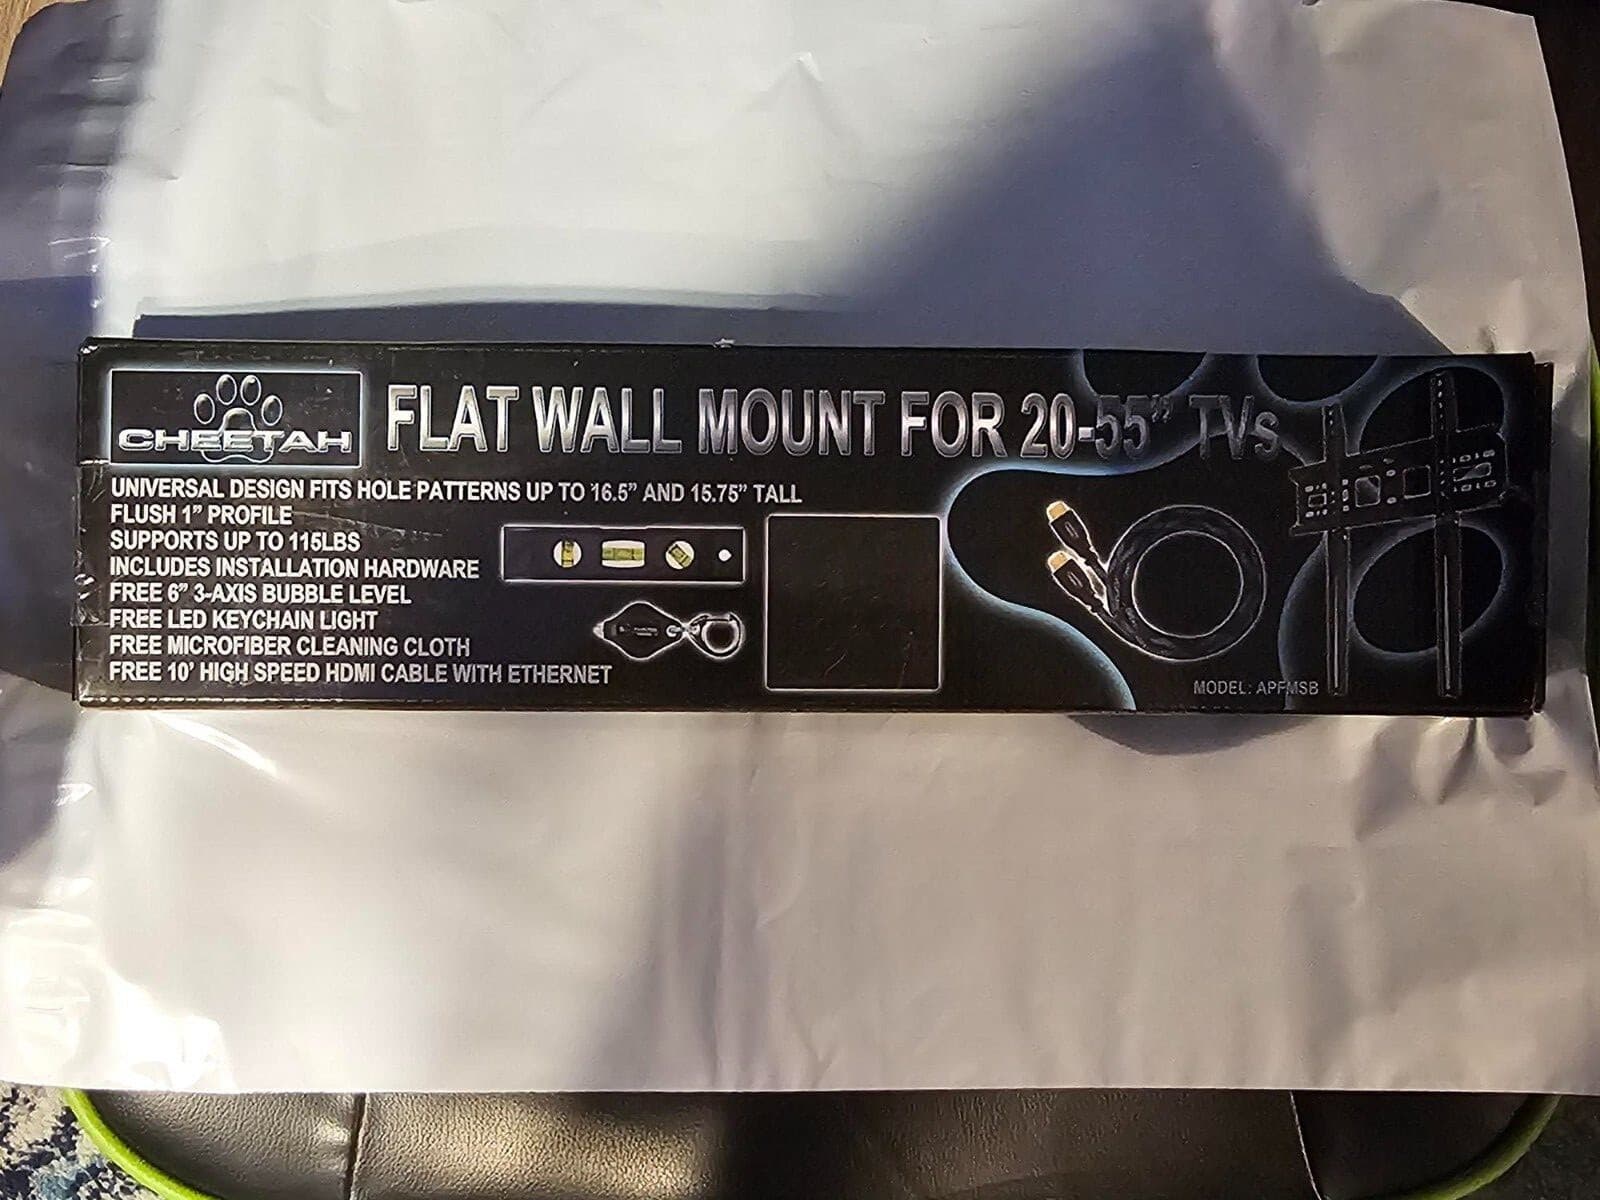 CHEETAH
FLAT WALL MOUNT FOR 20-55” TVs
UNIVERSAL DESIGN FITS HOLE PATTERNS UP TO 16.5” AND 15.75” TALL
FLUSH 1” PROFILE
SUPPORTS UP TO 115LBS
INCLUDES INSTALLATION HARDWARE
FREE 6” 3-AXIS BUBBLE LEVEL
FREE LED KEYCHAIN LIGHT
FREE MICROFIBER CLEANING CLOTH
FREE 10’ HIGH SPEED HDMI CABLE WITH ETHERNET
MODEL: APFMSB